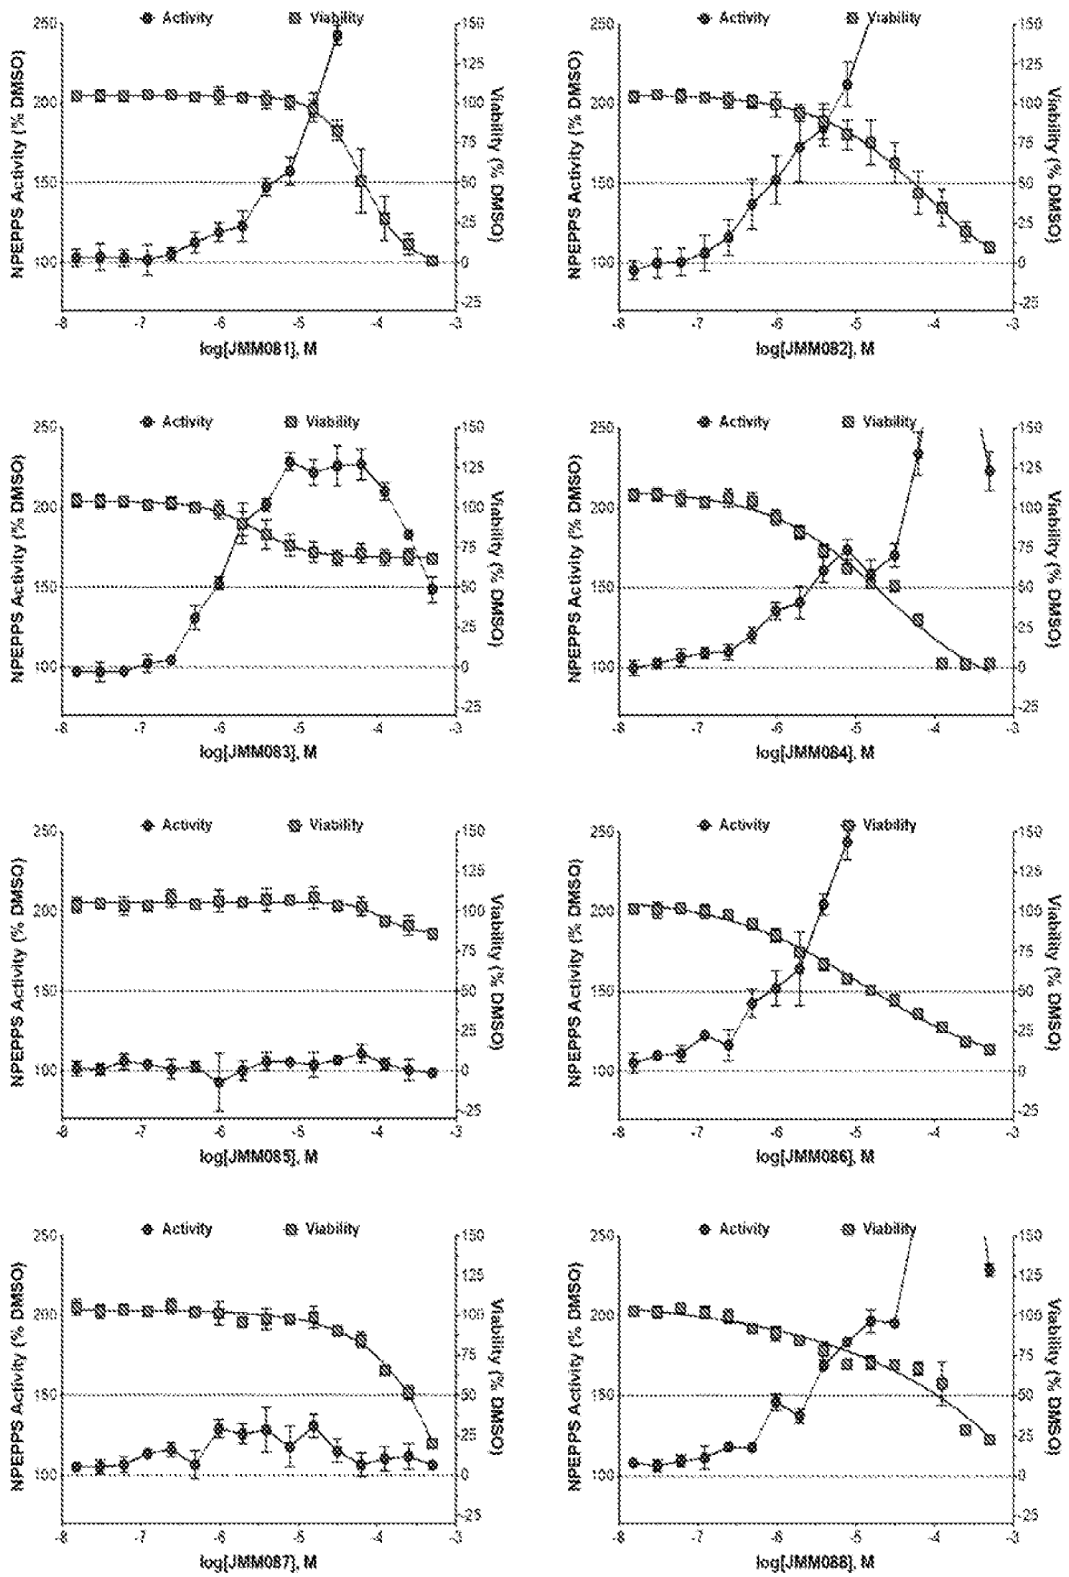 Activity Viability
NPEPPS Activity (% DMSO)
250
200
150
100
Viability (% DMSO)
150
125
100
75
50
25
0
-25
-8 -7 -6 -5 -4 -3
log[JMM081], M
Activity Viability
NPEPPS Activity (% DMSO)
250
200
150
100
Viability (% DMSO)
150
125
100
75
50
25
0
-25
-8 -7 -6 -5 -4 -3
log[JMM082], M
Activity Viability
NPEPPS Activity (% DMSO)
250
200
150
100
Viability (% DMSO)
150
125
100
75
50
25
0
-25
-8 -7 -6 -5 -4 -3
log[JMM083], M
Activity Viability
NPEPPS Activity (% DMSO)
250
200
150
100
Viability (% DMSO)
150
125
100
75
50
25
0
-25
-8 -7 -6 -5 -4 -3
log[JMM084], M
Activity Viability
NPEPPS Activity (% DMSO)
250
200
150
100
Viability (% DMSO)
150
125
100
75
50
25
0
-25
-8 -7 -6 -5 -4 -3
log[JMM085], M
Activity Viability
NPEPPS Activity (% DMSO)
250
200
150
100
Viability (% DMSO)
150
125
100
75
50
25
0
-25
-8 -7 -6 -5 -4 -3
log[JMM086], M
Activity Viability
NPEPPS Activity (% DMSO)
250
200
150
100
Viability (% DMSO)
150
125
100
75
50
25
0
-25
-8 -7 -6 -5 -4 -3
log[JMM087], M
Activity Viability
NPEPPS Activity (% DMSO)
250
200
150
100
Viability (% DMSO)
150
125
100
75
50
25
0
-25
-8 -7 -6 -5 -4 -3
log[JMM088], M